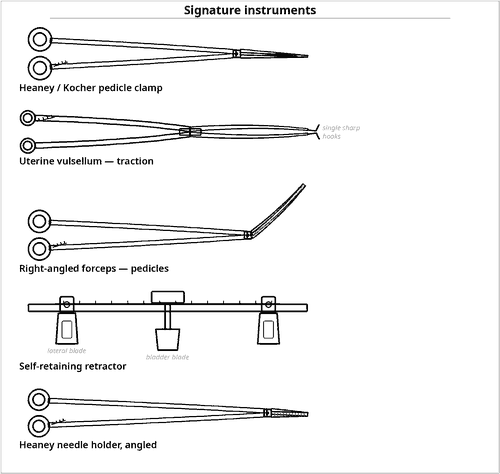 Signature instruments
Heaney / Kocher pedicle clamp
single sharp
hooks
Uterine vulsellum — traction
Right-angled forceps — pedicles
lateral blade
bladder blade
Self-retaining retractor
Heaney needle holder, angled